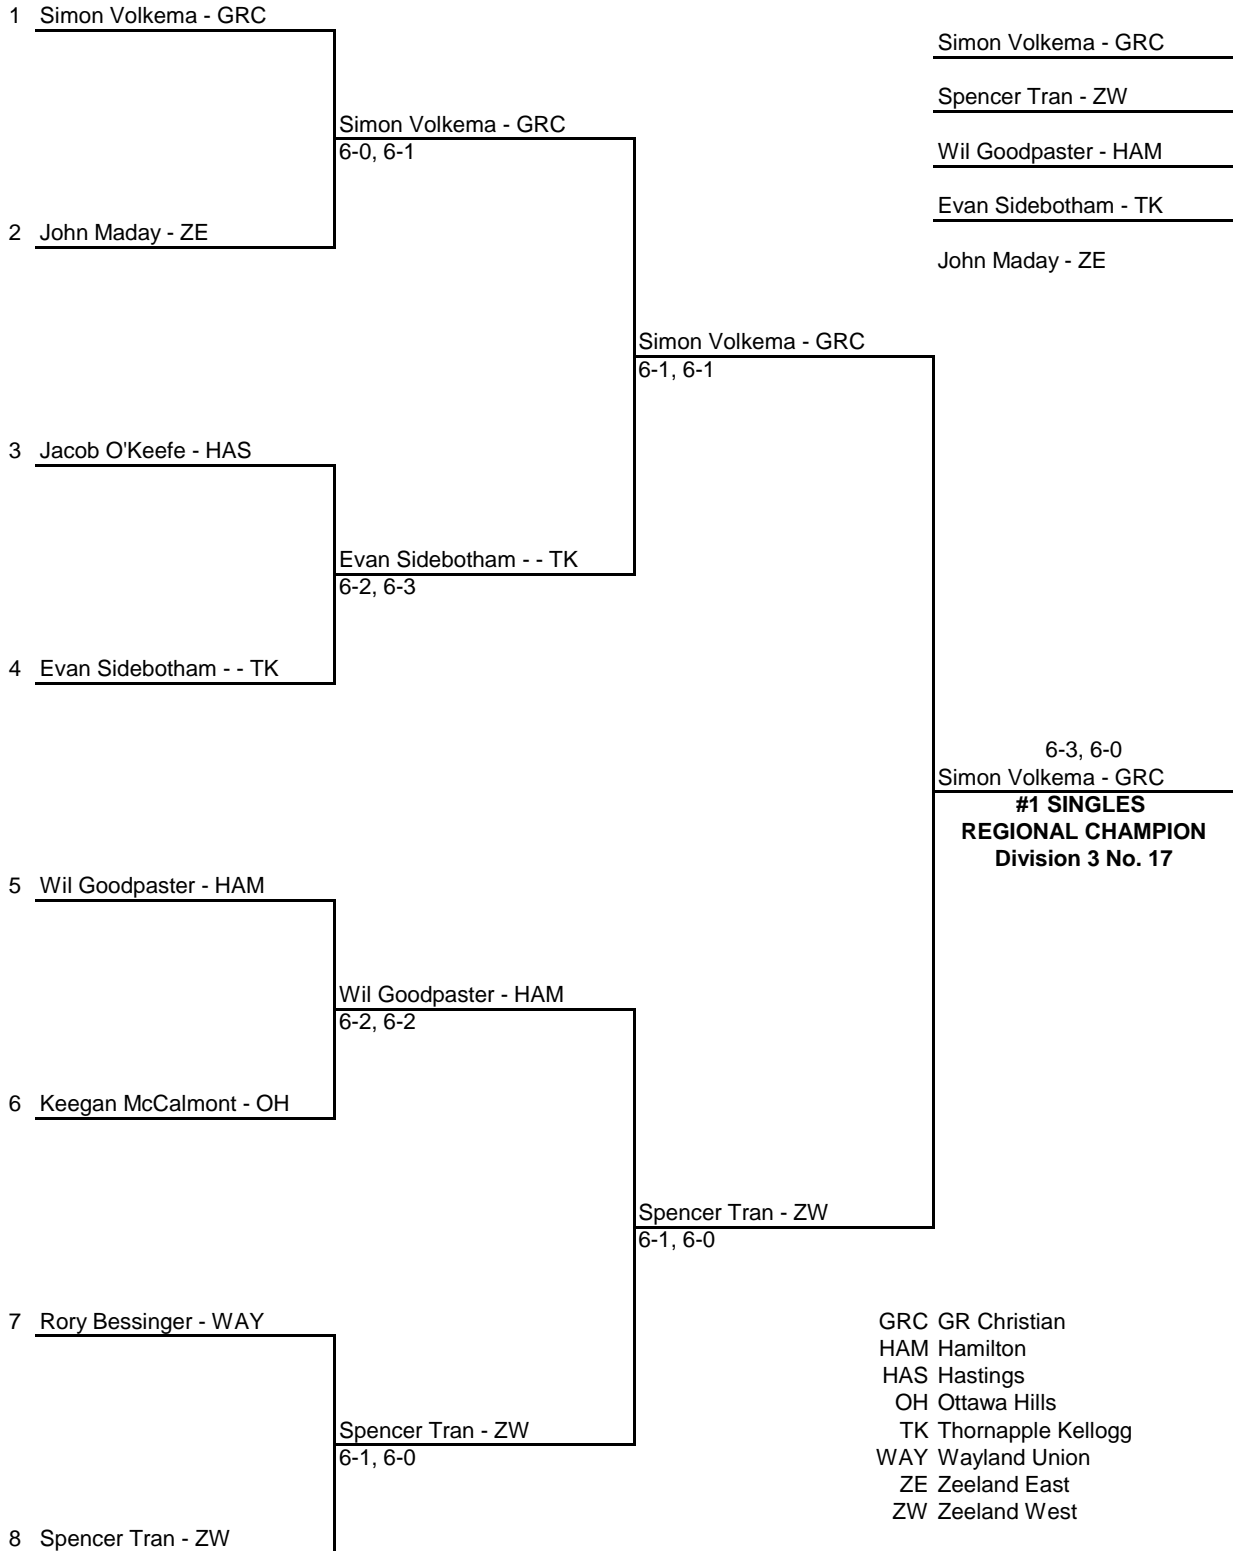 1 Simon Volkema - GRC
Simon Volkema - GRC
Spencer Tran - ZW
Simon Volkema - GRC
6-0, 6-1
Wil Goodpaster - HAM
Evan Sidebotham - TK
2 John Maday - ZE
John Maday - ZE
Simon Volkema - GRC
6-1, 6-1
3 Jacob O'Keefe - HAS
Evan Sidebotham - - TK
6-2, 6-3
4 Evan Sidebotham - - TK
6-3, 6-0
Simon Volkema - GRC
#1 SINGLES
REGIONAL CHAMPION
Division 3 No. 17
5 Wil Goodpaster - HAM
Wil Goodpaster - HAM
6-2, 6-2
6 Keegan McCalmont - OH
Spencer Tran - ZW
6-1, 6-0
7 Rory Bessinger - WAY
GRC GR Christian
HAM Hamilton
HAS Hastings
OH Ottawa Hills
TK Thornapple Kellogg
Spencer Tran - ZW
6-1, 6-0
WAY Wayland Union
ZE Zeeland East
ZW Zeeland West
8 Spencer Tran - ZW